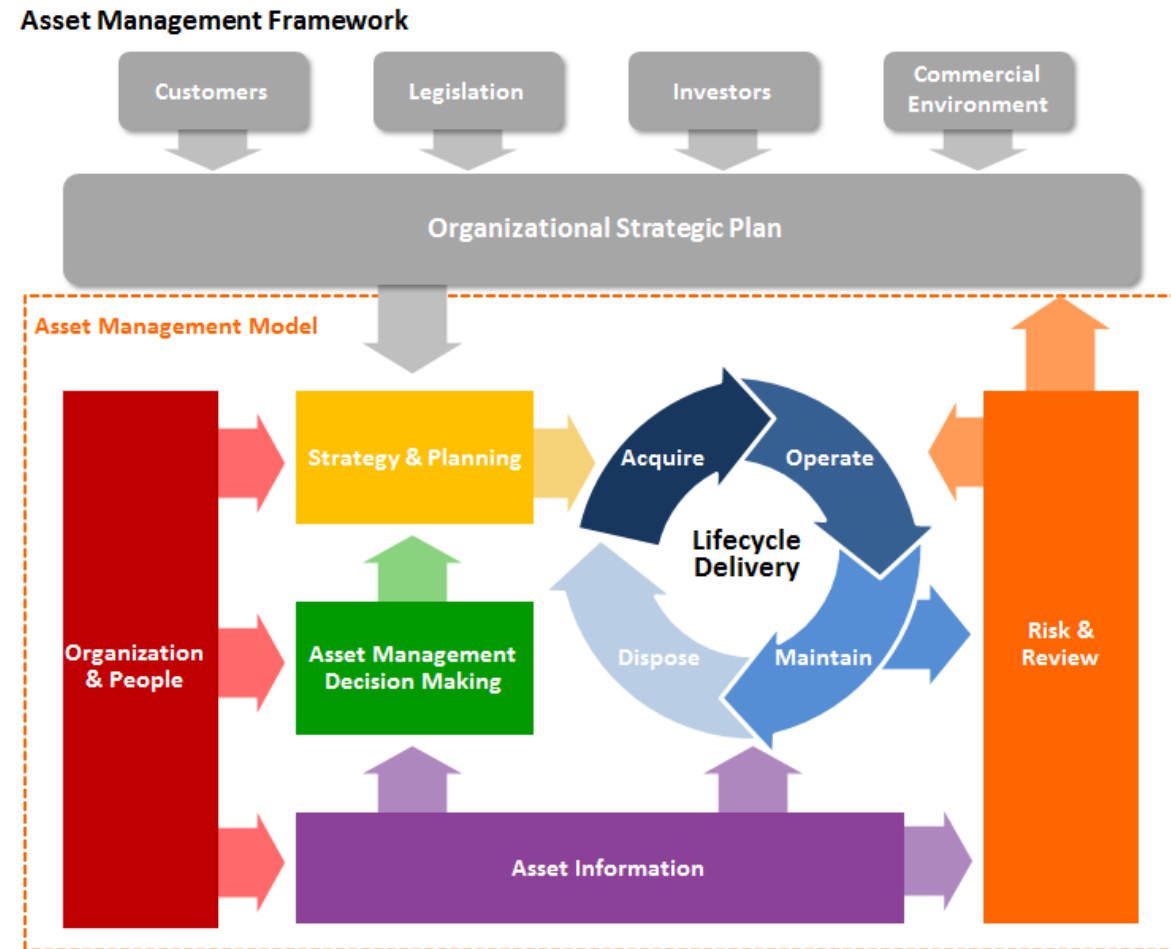 Asset Management Framework
Customers
Legislation
Investors
Commercial
Environment
Organizational Strategic Plan
Asset Management Model
Strategy & Planning
Acquire
Operate
Lifecycle
Delivery
Organization
& People
Asset Management
Decision Making
Dispose
Maintain
Risk &
Review
Asset Information